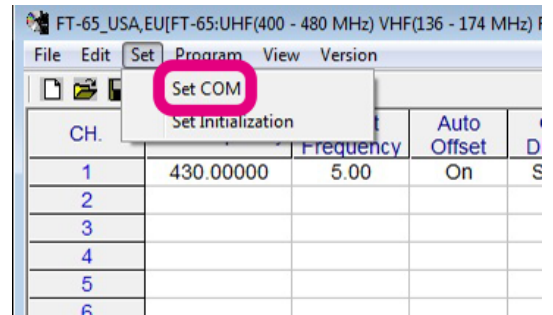 FT-65_USA,EU[FT-65:UHF(400 - 480 MHz) VHF(136 - 174 MHz)
File Edit Set Program View Version
Set COM
Set Initialization
CH. Frequency Auto Offset
1 430.00000 5.00 On
2
3
4
5
6